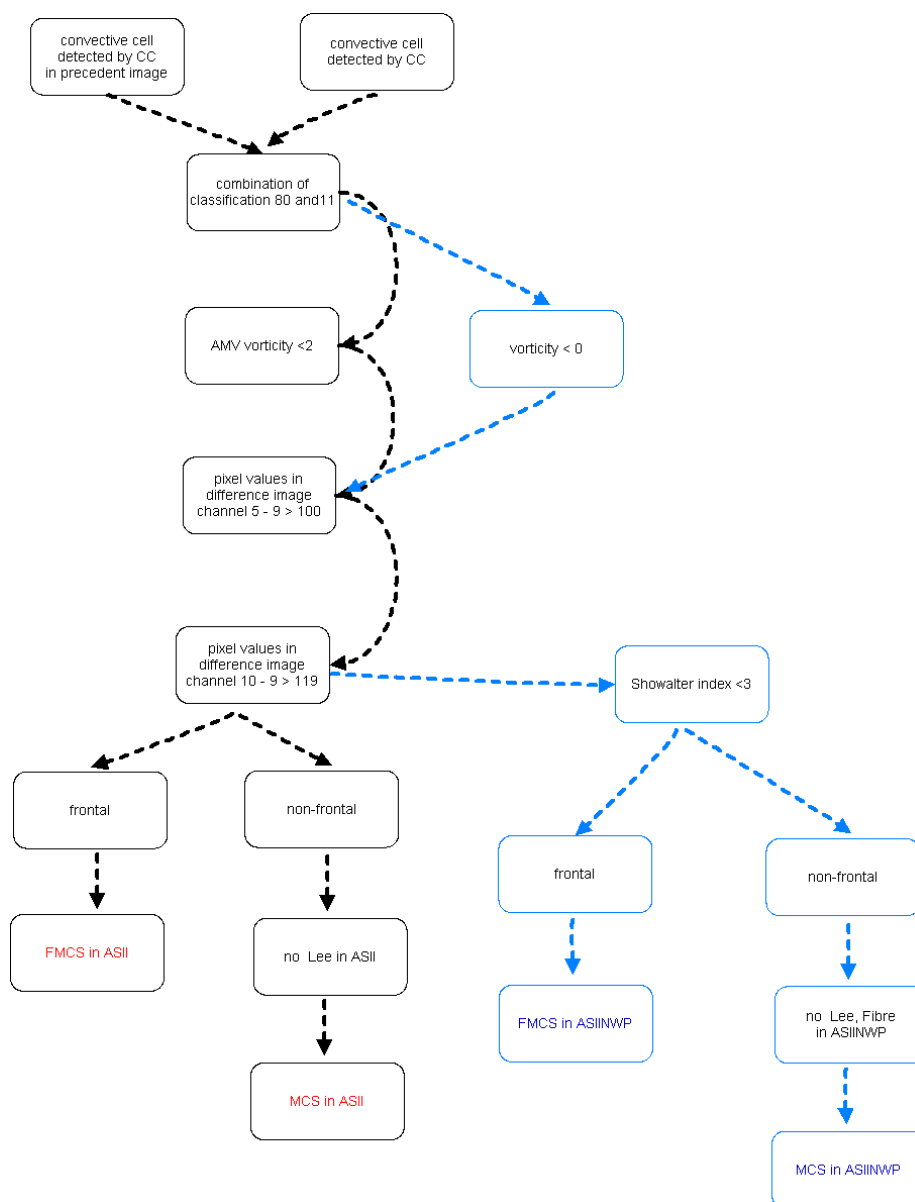 convective cell
detected by CC
in precedent image
convective cell
detected by CC
combination of
classification 80 and11
AMV vorticity <2
vorticity < 0
pixel values in
difference image
channel 5 - 9 > 100
pixel values in
difference image
channel 10 - 9 > 119
Showalter index <3
frontal
non-frontal
frontal
non-frontal
FMCS in ASII
no Lee in ASII
FMCS in ASIINWP
no Lee, Fibre
in ASIINWP
MCS in ASII
MCS in ASIINWP